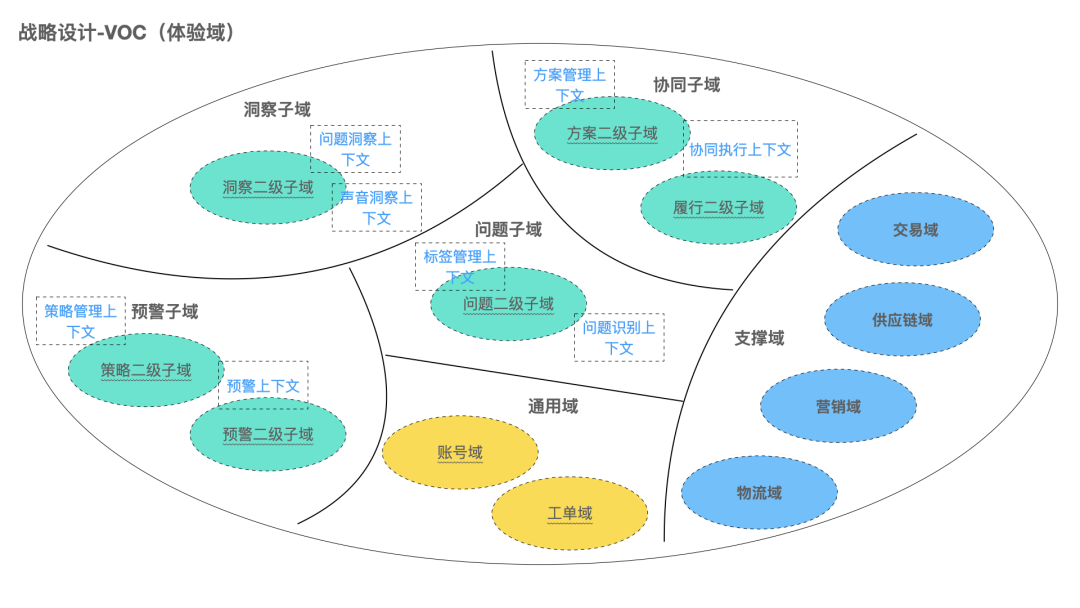 战略设计-VOC（体验域）
洞察子域
问题洞察上
下文
洞察二级子域
声音洞察上
下文
方案管理上
下文
协同子域
方案二级子域
协同执行上下文
履行二级子域
问题子域
标签管理上
下文
问题二级子域
问题识别上
下文
策略管理上
下文
预警子域
策略二级子域
预警上下文
预警二级子域
通用域
账号域
工单域
支撑域
交易域
供应链域
营销域
物流域